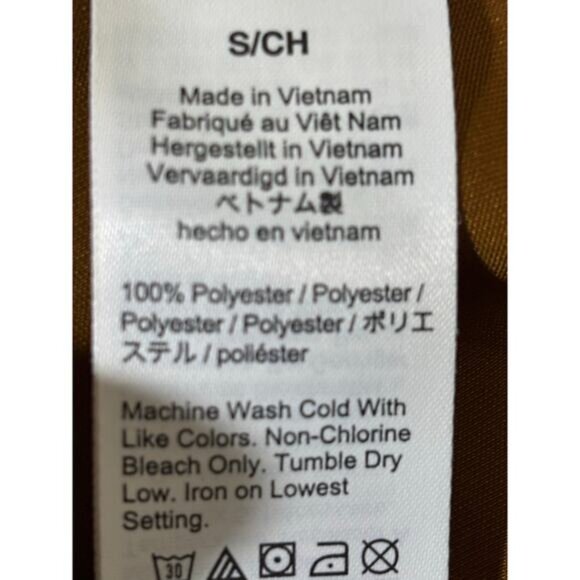 S/CH
Made in Vietnam
Fabriqué au Viêt Nam
Hergestellt in Vietnam
Vervaardigd in Vietnam
ベトナム製
hecho en vietnam
100% Polyester / Polyester /
Polyester / Polyester / ポリエ
ステル / poliéster
Machine Wash Cold With
Like Colors. Non-Chlorine
Bleach Only. Tumble Dry
Low. Iron on Lowest
Setting.
30